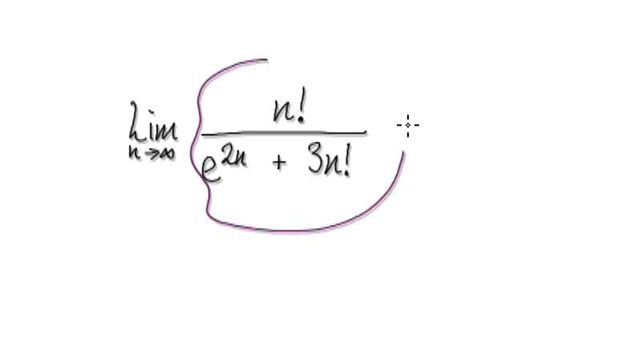 lim n→∞ n! / e^{2n} + 3n!